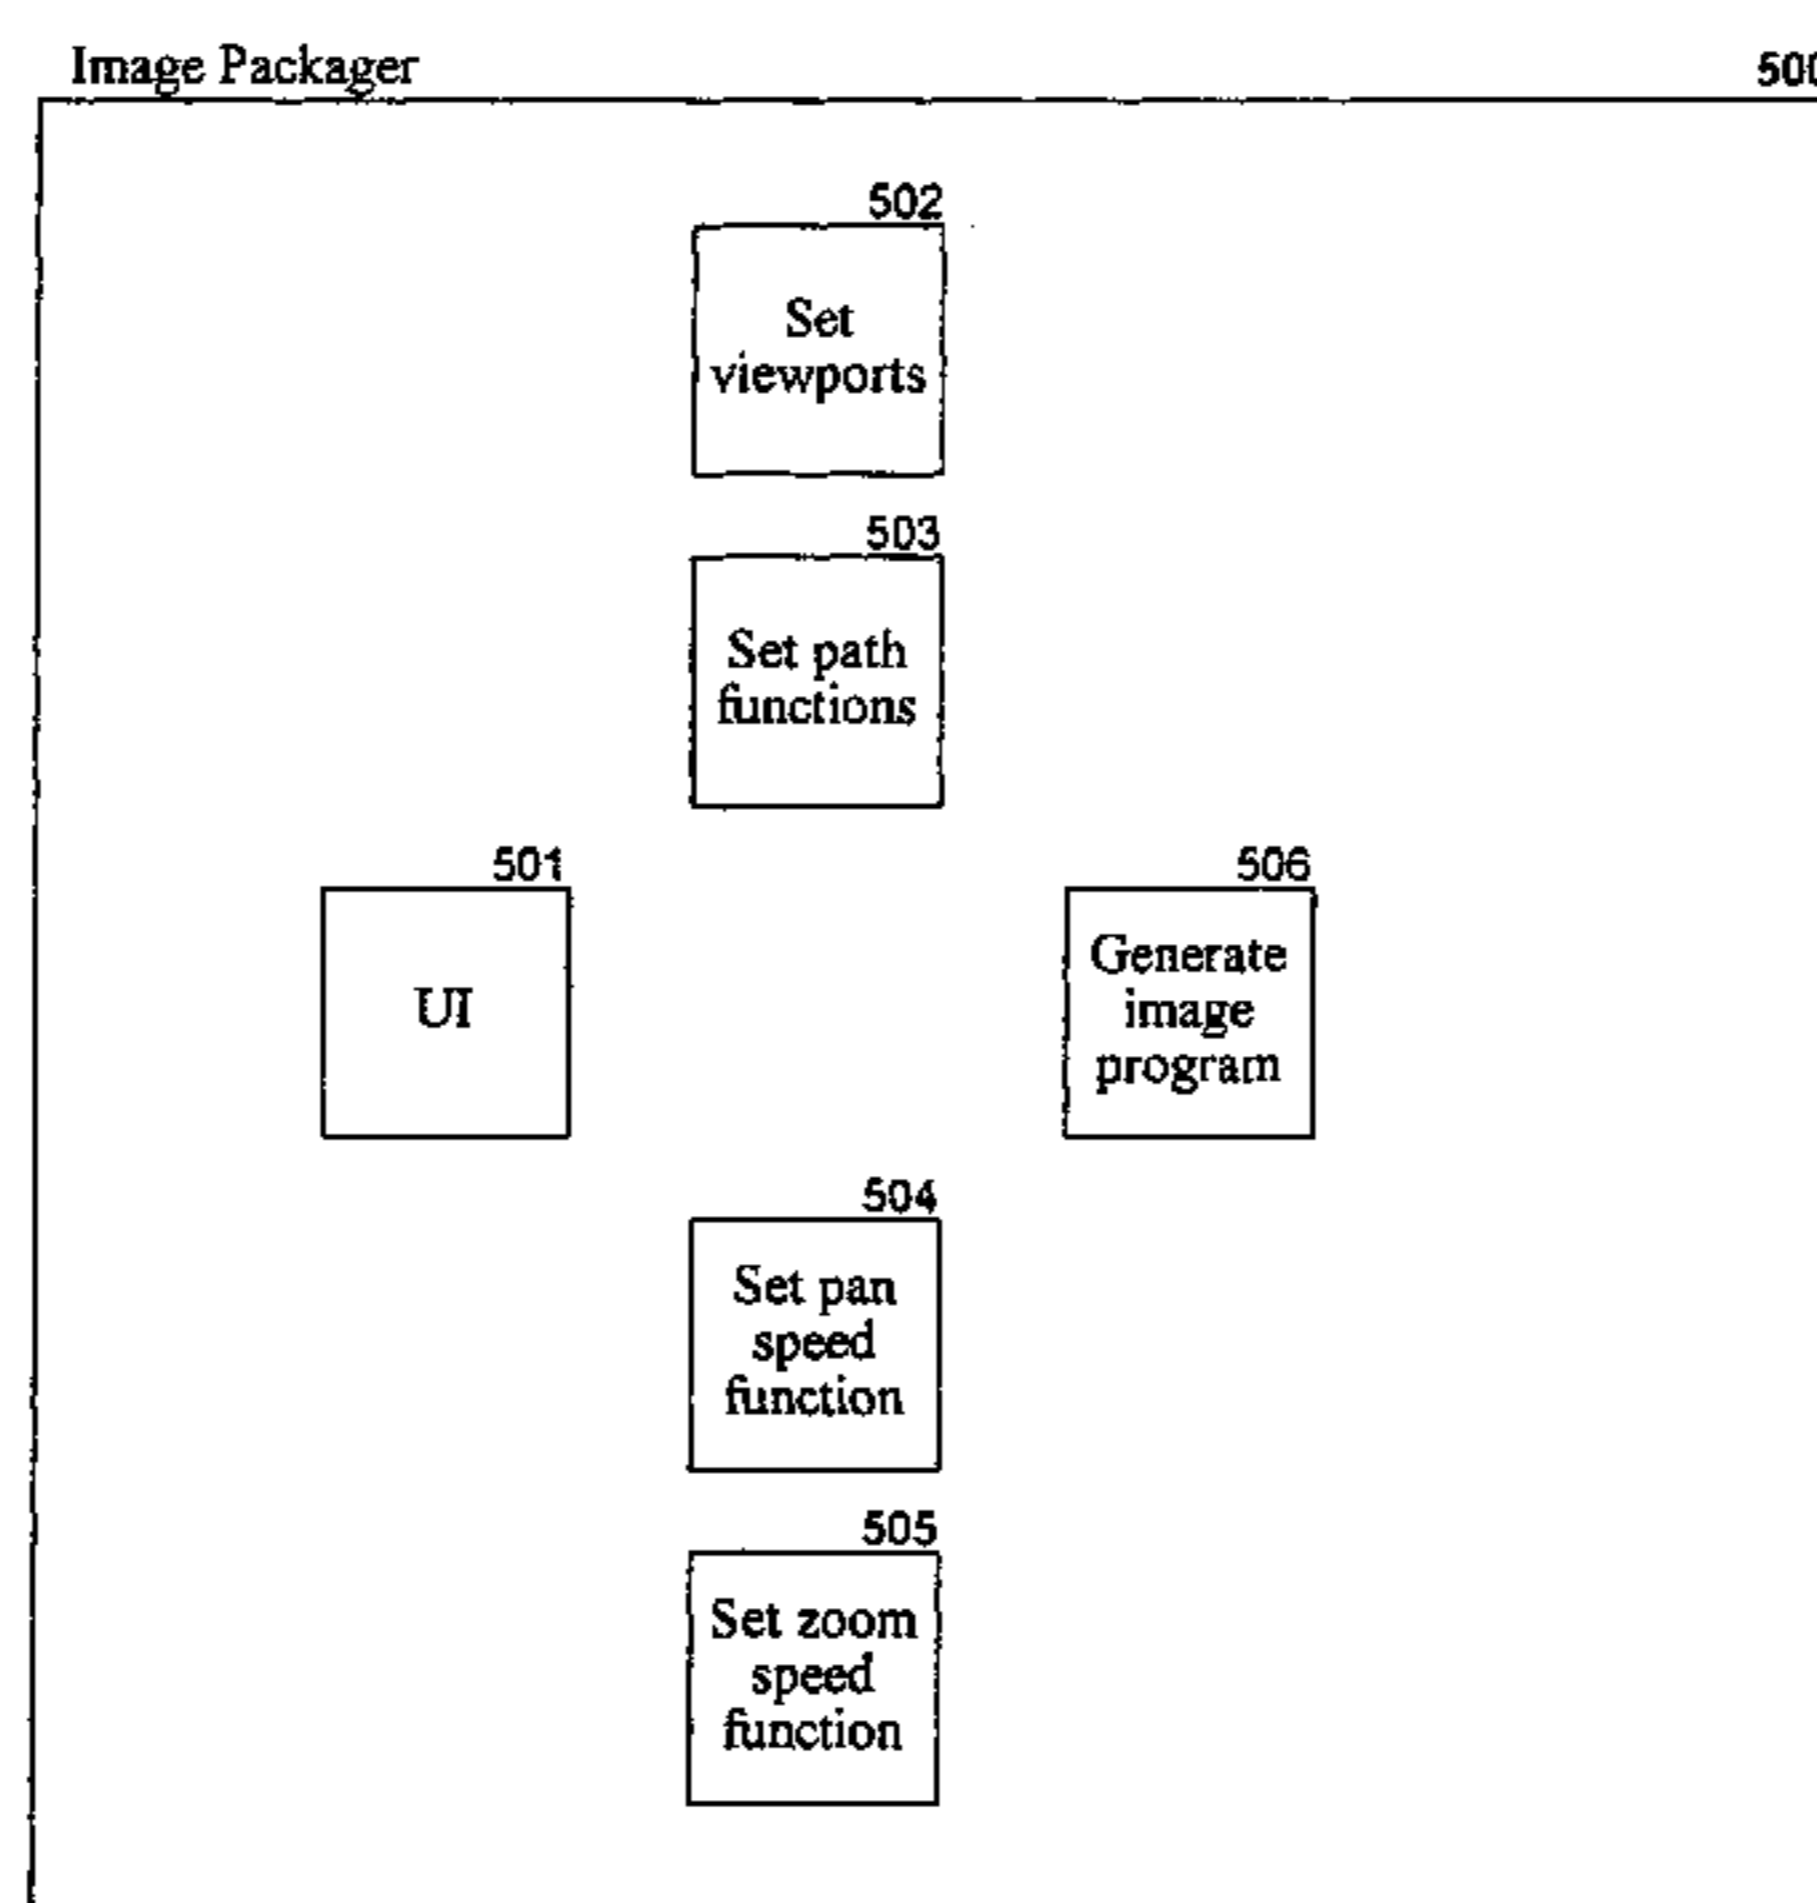 Image Packager
502
Set
viewports
503
Set path
functions
501
UI
506
Generate
image
program
504
Set pan
speed
function
505
Set zoom
speed
function